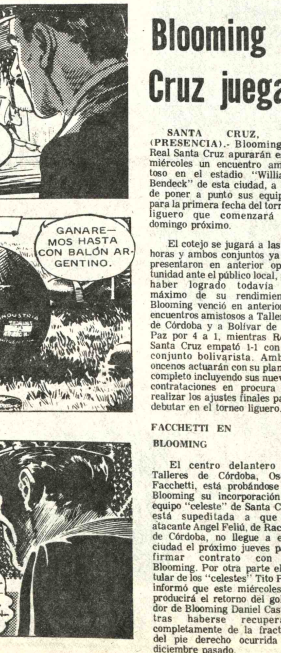 GANARE-
MOS HASTA
CON BALÓN AR-
GENTINO.
Blooming
Cruz juega
SANTA CRUZ,
(PRESENCIA).- Blooming
Real Santa Cruz apurarán
miércoles un encuentro
toso en el estadio "Willia
Bendeck" de esta ciudad, a
de poner a punto sus equip
para la primera fecha del torn
liguero que comenzará
domingo próximo.
El cotejo se jugará a las
horas y ambos conjuntos ya
presentaron en anterior op
tunidad ante el público local,
haber logrado todavía
máximo de su rendimien
Blooming venció en anterior
encuentros amistosos a Taller
de Córdoba y a Bolívar de
Paz por 4 a 1, mientras R
Santa Cruz empató 1-1 con
conjunto bolivarista. Amb
oncenos actuarán con su plan
completo incluyendo sus nuev
contrataciones en procura
realizar los ajustes finales pa
debutar en el torneo liguero.
FACCHETTI EN
BLOOMING
El centro delantero
Talleres de Córdoba, Os
Facchetti, está probándose
Blooming su incorporación
equipo "celeste" de Santa C
está supeditada a que
atacante Angel Feliú, de Rac
de Córdoba, no llegue a e
ciudad el próximo jueves p
firmar contrato con
Blooming. Por otra parte el
tular de los "celestes" Tito P
informó que este miércoles
producirá el retorno del go
dor de Blooming Daniel Cas
tras haberse recupera
completamente de la fract
del pie derecho ocurrida
diciembre pasado.